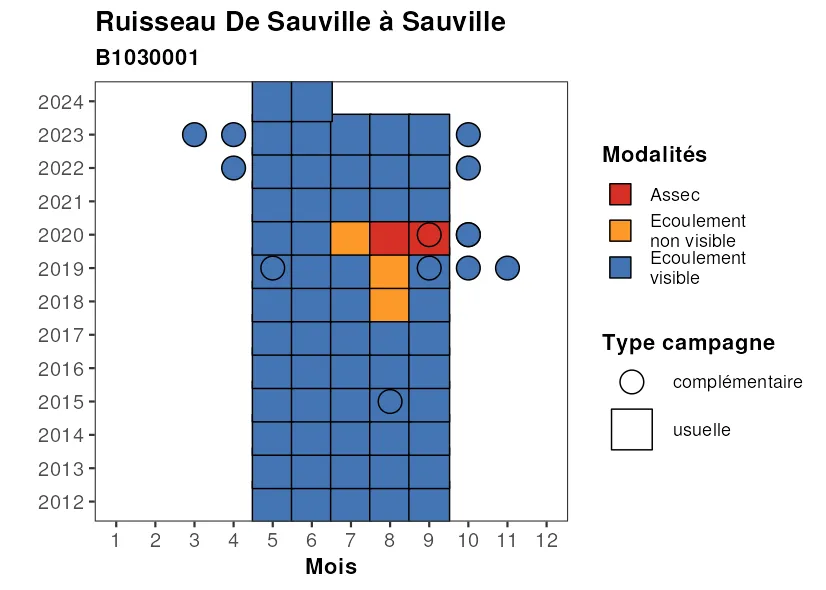 Ruisseau De Sauville à Sauville
B1030001
2024
2023
2022
2021
2020
2019
2018
2017
2016
2015
2014
2013
2012
1 2 3 4 5 6 7 8 9 10 11 12
Mois
Modalités
Assec
Ecoulement
non visible
Ecoulement
visible
Type campagne
complémentaire
usuelle